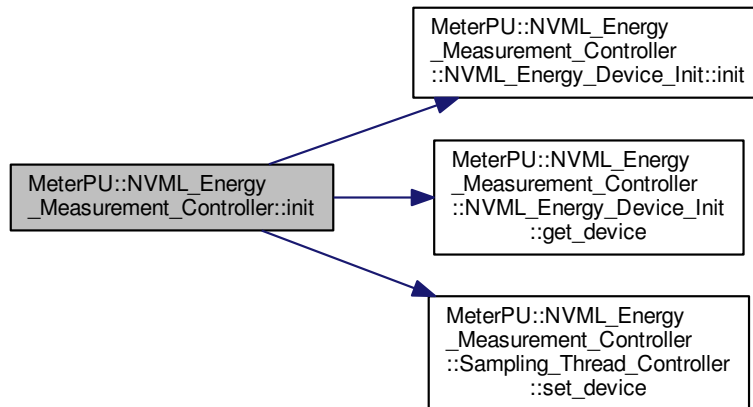 MeterPU::NVML_Energy
_Measurement_Controller
::NVML_Energy_Device_Init::init
MeterPU::NVML_Energy
_Measurement_Controller::init
MeterPU::NVML_Energy
_Measurement_Controller
::NVML_Energy_Device_Init
::get_device
MeterPU::NVML_Energy
_Measurement_Controller
::Sampling_Thread_Controller
::set_device